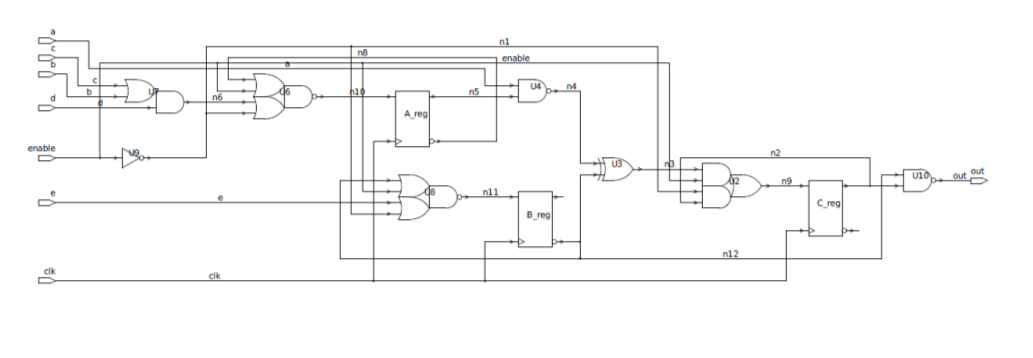 a
c
b
d
enable
e
clk
c
b
d
U7
n6
U9
n1
n8
enable
a
U6
n10
A_reg
n5
U4
n4
U3
n3
U8
n11
B_reg
e
clk
n12
n2
U2
n9
C_reg
U10
out
out